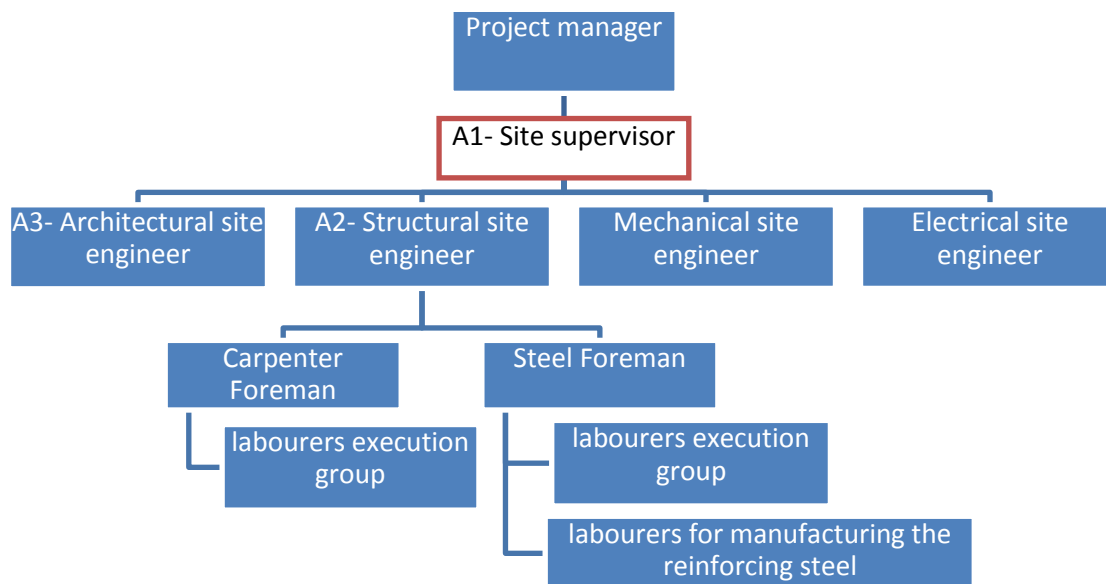 Project manager
A1- Site supervisor
A3- Architectural site
engineer
A2- Structural site
engineer
Mechanical site
engineer
Electrical site
engineer
Carpenter
Foreman
Steel Foreman
labourers execution
group
labourers execution
group
labourers for manufacturing the
reinforcing steel